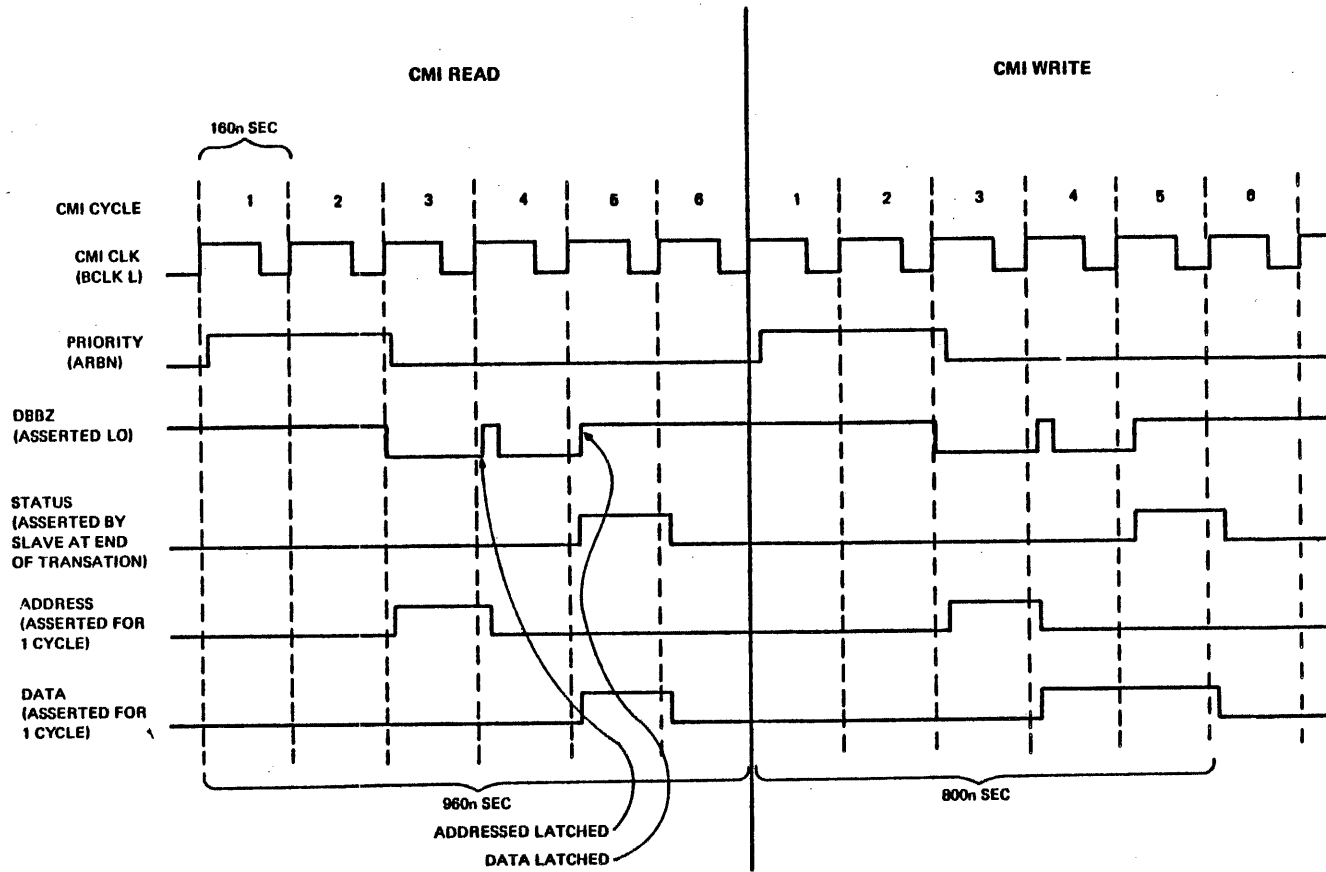 CMI READ
CMI WRITE
160n SEC
CMI CYCLE
1 2 3 4 5 6 1 2 3 4 5 6
CMI CLK
(BCLK L)
PRIORITY
(ARBN)
DBBZ
(ASSERTED LO)
STATUS
(ASSERTED BY
SLAVE AT END
OF TRANSATION)
ADDRESS
(ASSERTED FOR
1 CYCLE)
DATA
(ASSERTED FOR
1 CYCLE)
960n SEC
800n SEC
ADDRESSED LATCHED
DATA LATCHED